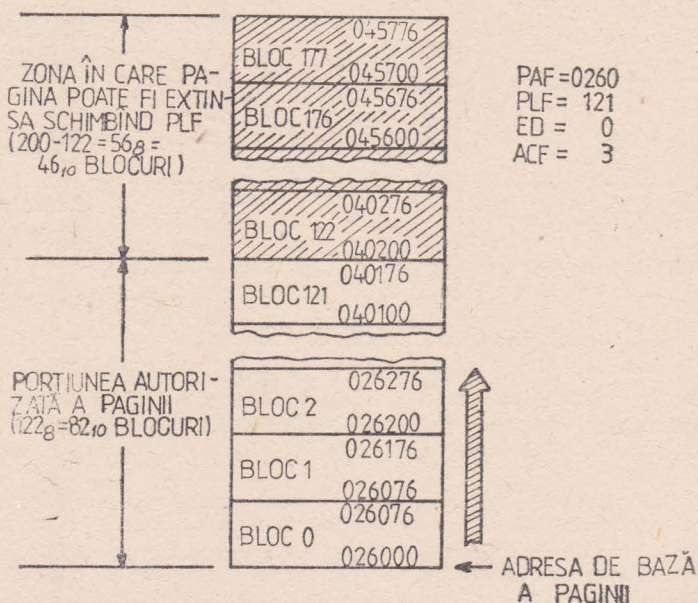 ZONA ÎN CARE PA-
GINA POATE FI EXTIN-
SA SCHIMBÎND PLF
(200-122=56₈=
46₁₀ BLOCURI)
045776
BLOC 177
045700
045676
BLOC 176
045600
040276
BLOC 122
040200
040176
BLOC 121
040100
PORȚIUNEA AUTORI-
ZATĂ A PAGINII
(122₈=82₁₀ BLOCURI)
026276
BLOC 2
026200
026176
BLOC 1
026076
026076
BLOC 0
026000
PAF=0260
PLF= 121
ED = 0
ACF= 3
ADRESA DE BAZĂ
A PAGINII